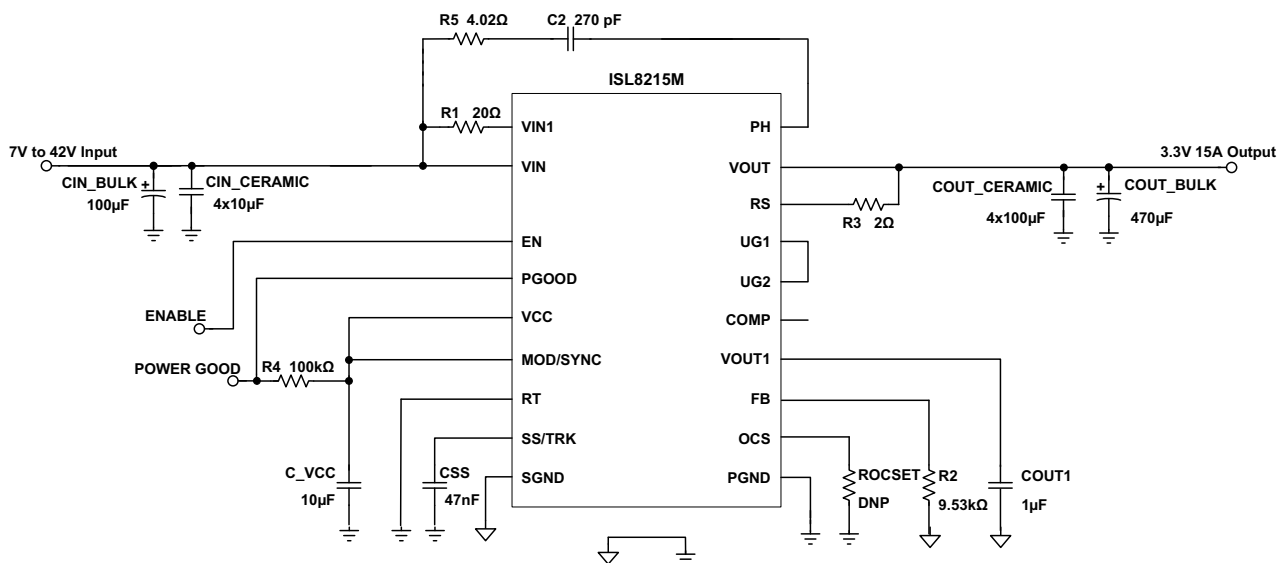 R5 4.02Ω
C2 270 pF
ISL8215M
R1 20Ω
VIN1
PH
7V to 42V Input
VIN
VOUT
3.3V 15A Output
CIN_BULK
+
100µF
CIN_CERAMIC
4x10µF
RS
R3 2Ω
COUT_CERAMIC
4x100µF
+
COUT_BULK
470µF
EN
UG1
PGOOD
UG2
ENABLE
VCC
COMP
POWER GOOD
R4 100kΩ
MOD/SYNC
VOUT1
RT
FB
SS/TRK
OCS
C_VCC
10µF
CSS
47nF
SGND
PGND
ROCSET
DNP
R2
9.53kΩ
COUT1
1µF